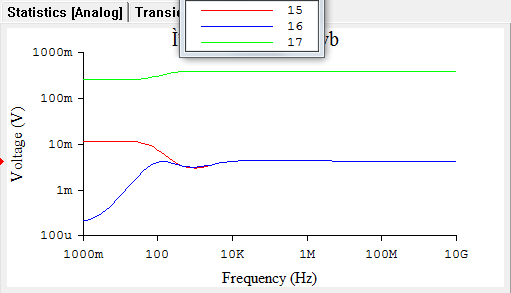 Statistics [Analog]
15
16
17
Voltage (V)
1000m
100m
10m
1m
100u
1000m 100 10K 1M 100M 10G
Frequency (Hz)